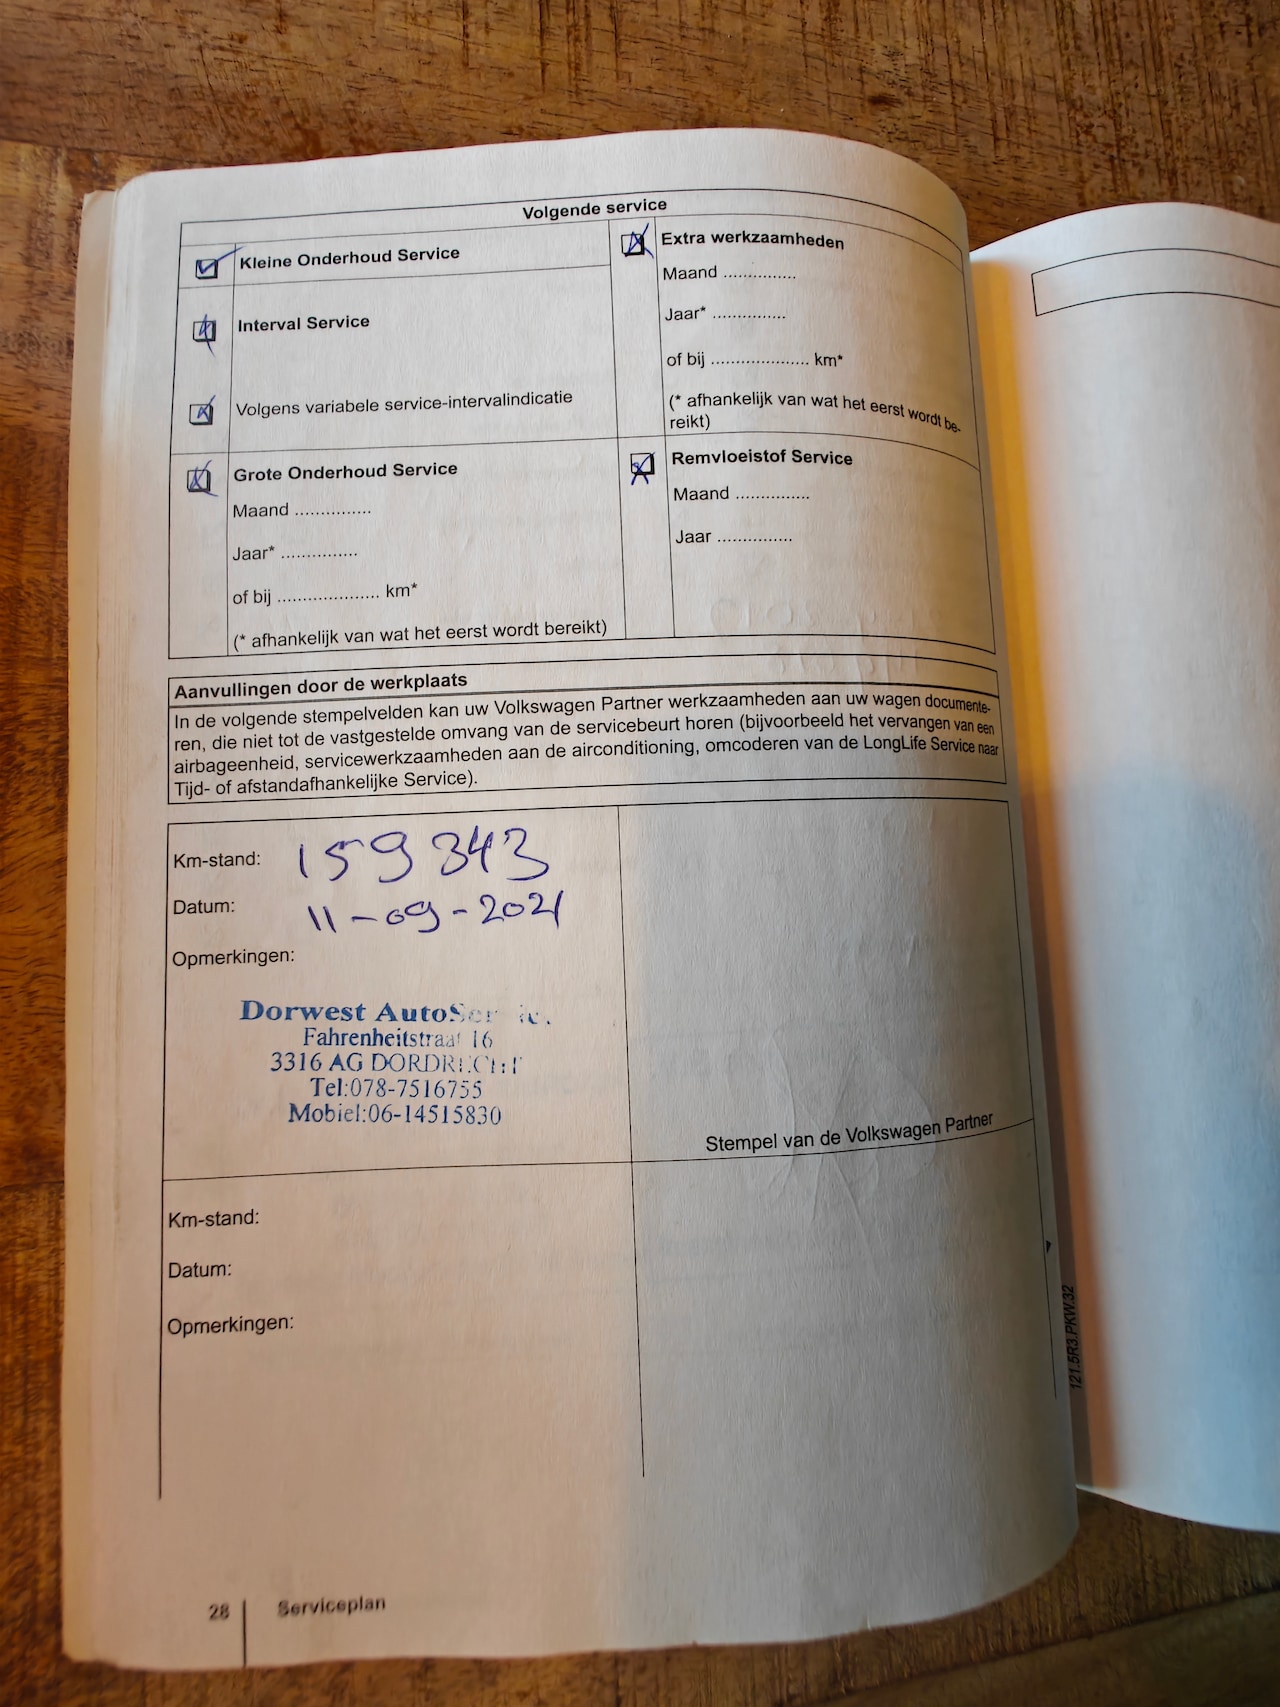 Volgende service
Kleine Onderhoud Service
Interval Service
Volgens variabele service-intervalindicatie
Grote Onderhoud Service
Maand ...............
Jaar* ..............
of bij .................... km*
(* afhankelijk van wat het eerst wordt bereikt)
Extra werkzaamheden
Maand ..............
Jaar* ..............
of bij ................... km*
(* afhankelijk van wat het eerst wordt be-
reikt)
Remvloeistof Service
Maand ..............
Jaar ..............
Aanvullingen door de werkplaats
In de volgende stempelvelden kan uw Volkswagen Partner werkzaamheden aan uw wagen documente-
ren, die niet tot de vastgestelde omvang van de servicebeurt horen (bijvoorbeeld het vervangen van een
airbageenheid, servicewerkzaamheden aan de airconditioning, omcoderen van de LongLife Service naar
Tijd- of afstandafhankelijke Service).
Km-stand: 159343
Datum: 11-09-2021
Opmerkingen:
Dorwest
Fahrenheitstraat 16
3316 AG DORDRECHT
Tel:078-7516755
Mobiel:06-14515830
Stempel van de Volkswagen Partner
Km-stand:
Datum:
Opmerkingen:
121.5R3.PKW.32
28
Serviceplan